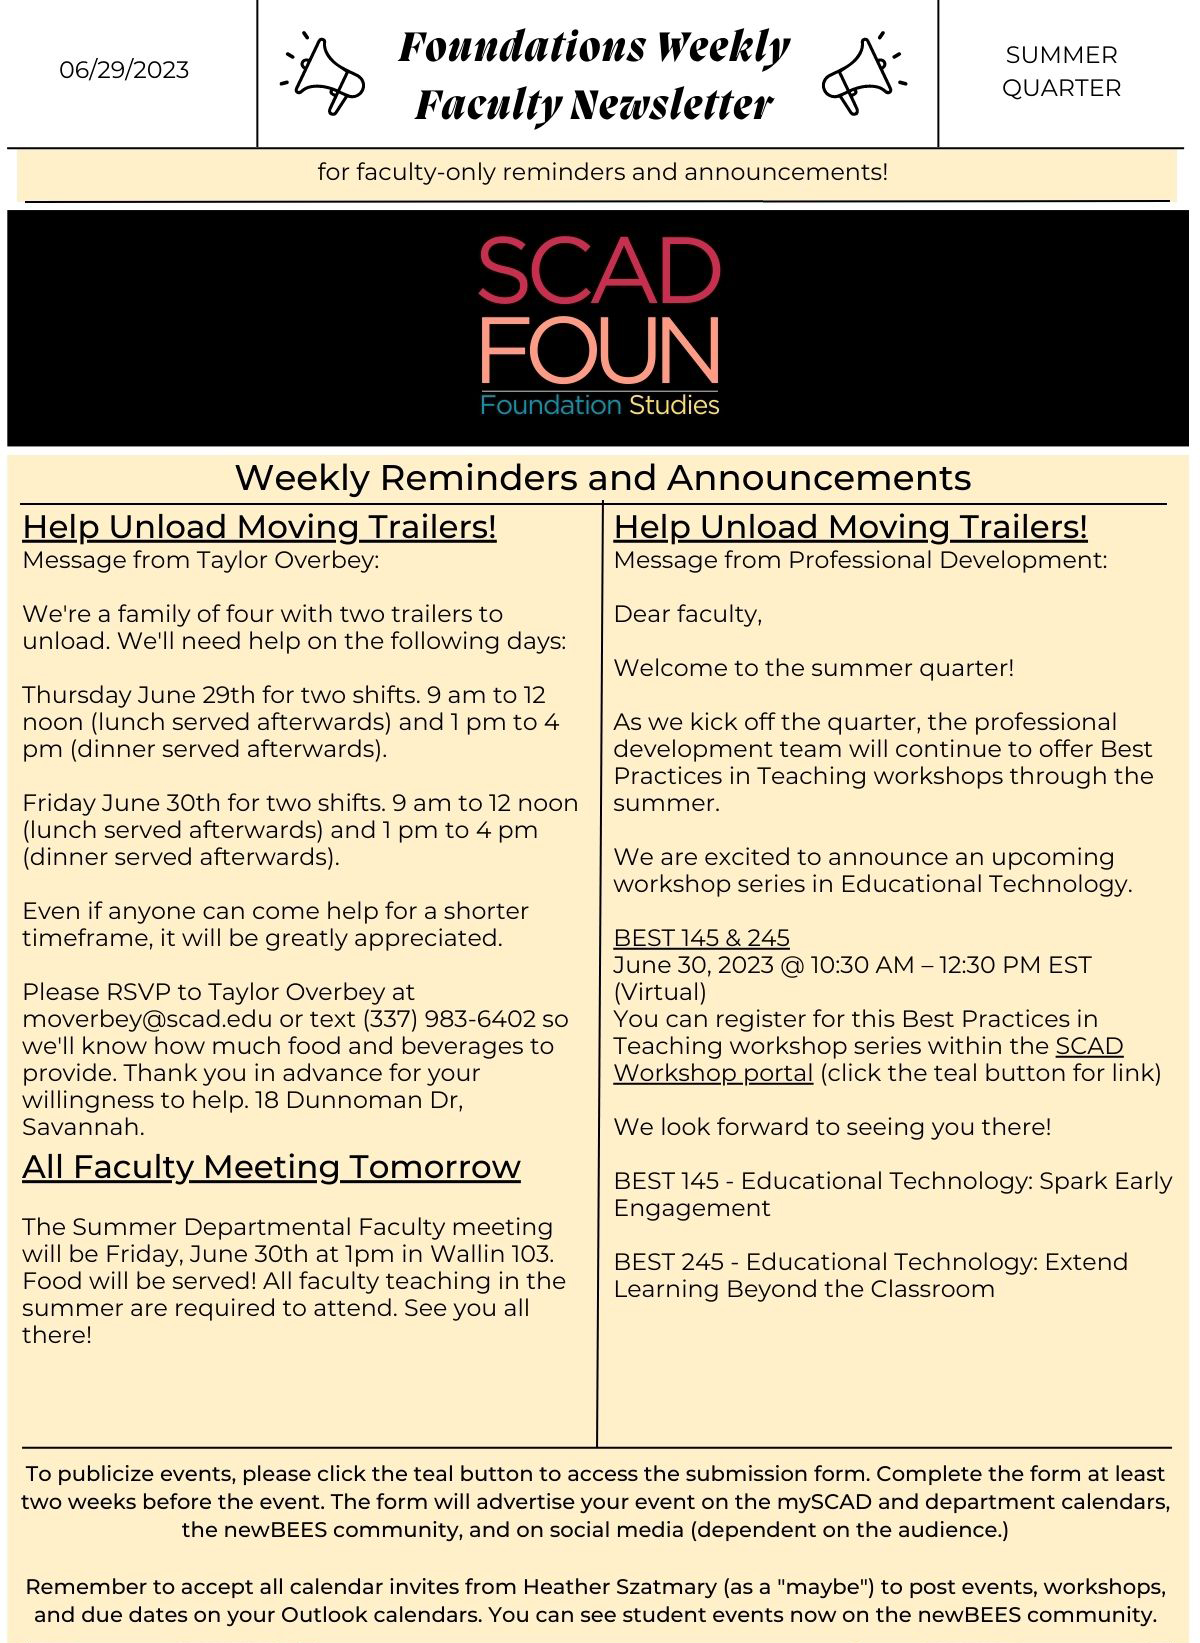 06/29/2023
Foundations Weekly
Faculty Newsletter
SUMMER
QUARTER
for faculty-only reminders and announcements!
SCAD
FOUN
Foundation Studies
Weekly Reminders and Announcements
Help Unload Moving Trailers!
Message from Taylor Overbey:
We're a family of four with two trailers to
unload. We'll need help on the following days:
Thursday June 29th for two shifts. 9 am to 12
noon (lunch served afterwards) and 1 pm to 4
pm (dinner served afterwards).
Friday June 30th for two shifts. 9 am to 12 noon
(lunch served afterwards) and 1 pm to 4 pm
(dinner served afterwards).
Even if anyone can come help for a shorter
timeframe, it will be greatly appreciated.
Please RSVP to Taylor Overbey at
moverbey@scad.edu or text (337) 983-6402 so
we'll know how much food and beverages to
provide. Thank you in advance for your
willingness to help. 18 Dunnoman Dr,
Savannah.
All Faculty Meeting Tomorrow
The Summer Departmental Faculty meeting
will be Friday, June 30th at 1pm in Wallin 103.
Food will be served! All faculty teaching in the
summer are required to attend. See you all
there!
Help Unload Moving Trailers!
Message from Professional Development:
Dear faculty,
Welcome to the summer quarter!
As we kick off the quarter, the professional
development team will continue to offer Best
Practices in Teaching workshops through the
summer.
We are excited to announce an upcoming
workshop series in Educational Technology.
BEST 145 & 245
June 30, 2023 @ 10:30 AM – 12:30 PM EST
(Virtual)
You can register for this Best Practices in
Teaching workshop series within the SCAD
Workshop portal (click the teal button for link)
We look forward to seeing you there!
BEST 145 - Educational Technology: Spark Early
Engagement
BEST 245 - Educational Technology: Extend
Learning Beyond the Classroom
To publicize events, please click the teal button to access the submission form. Complete the form at least
two weeks before the event. The form will advertise your event on the mySCAD and department calendars,
the newBEES community, and on social media (dependent on the audience.)
Remember to accept all calendar invites from Heather Szatmary (as a "maybe") to post events, workshops,
and due dates on your Outlook calendars. You can see student events now on the newBEES community.